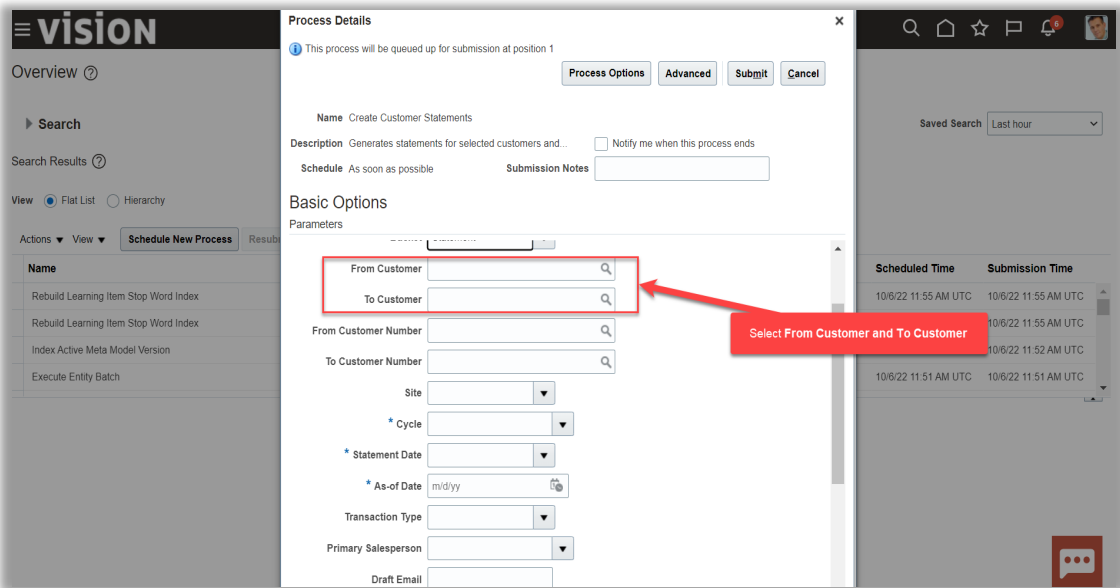 VISION
6
Overview
Search
Saved Search Last hour
Search Results
View Flat List Hierarchy
Actions View Schedule New Process Resub
Name Scheduled Time Submission Time
Rebuild Learning Item Stop Word Index 10/6/22 11:55 AM UTC 10/6/22 11:55 AM UTC
Rebuild Learning Item Stop Word Index 10/6/22 11:55 AM UTC
Index Active Meta Model Version 10/6/22 11:52 AM UTC
Execute Entity Batch 10/6/22 11:51 AM UTC 10/6/22 11:51 AM UTC
Process Details
This process will be queued up for submission at position 1
Process Options Advanced Submit Cancel
Name Create Customer Statements
Description Generates statements for selected customers and... Notify me when this process ends
Schedule As soon as possible Submission Notes
Basic Options
Parameters
From Customer
To Customer
From Customer Number
To Customer Number
Site
* Cycle
* Statement Date
* As-of Date m/d/yy
Transaction Type
Primary Salesperson
Draft Email
Select From Customer and To Customer